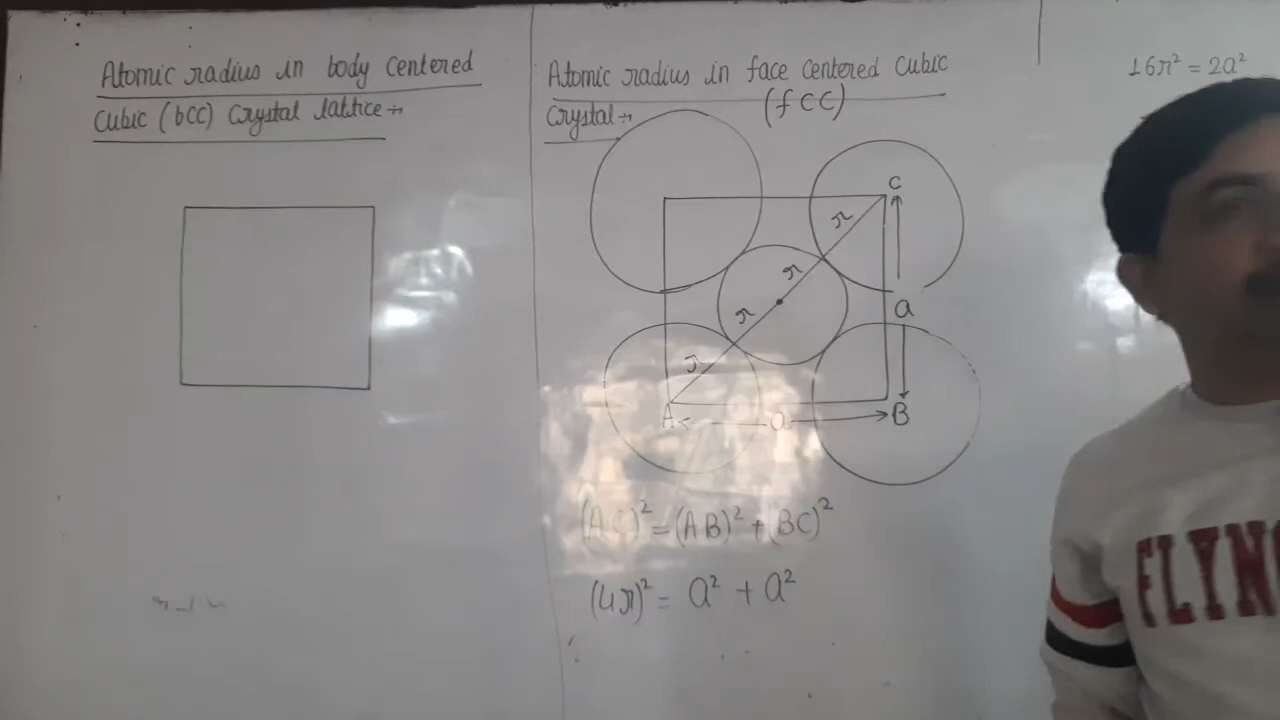 Atomic radius in body centered
Cubic (bcc) Crystal lattice →
Atomic radius in face centered Cubic
Crystal → (fcc)
C
r
r
r
r
a
A
a
B
(AC)² = (AB)² + (BC)²
(4r)² = a² + a²
16r² = 2a²
FLYIN